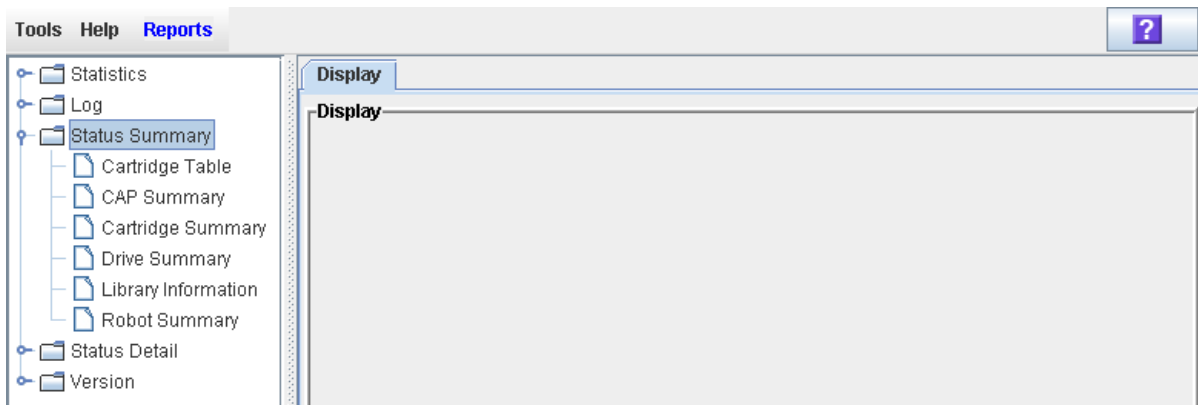 Tools Help Reports
?
Statistics
Log
Status Summary
Cartridge Table
CAP Summary
Cartridge Summary
Drive Summary
Library Information
Robot Summary
Status Detail
Version
Display
Display